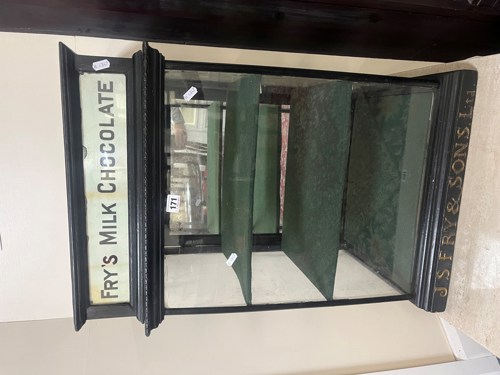 FRY'S MILK CHOCOLATE
171
J.S. FRY & SONS Ltd